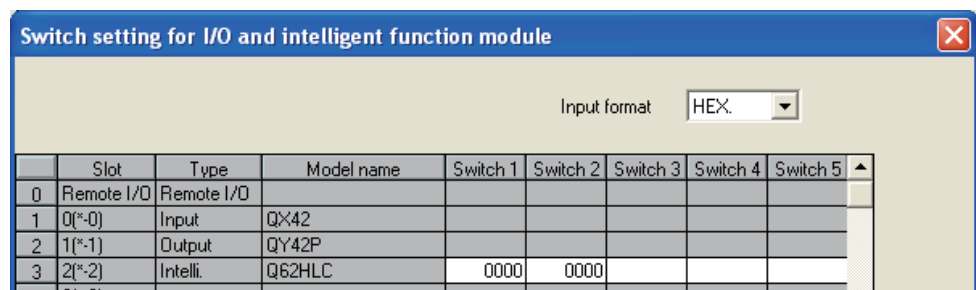 Switch setting for I/O and intelligent function module
Input format HEX.
Slot Type Model name Switch 1 Switch 2 Switch 3 Switch 4 Switch 5
0 Remote I/O Remote I/O
1 0(*-0) Input QX42
2 1(*-1) Output QY42P
3 2(*-2) Intelli. Q62HLC 0000 0000